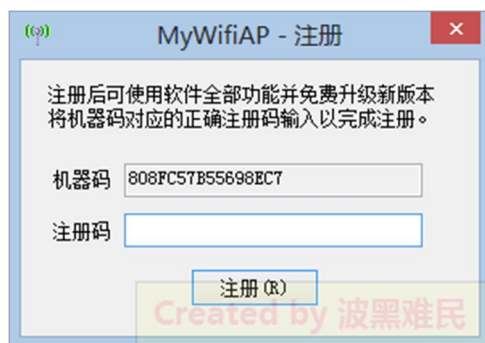 MyWifiAP - 注册
注册后可使用软件全部功能并免费升级新版本
将机器码对应的正确注册码输入以完成注册。
机器码 808FC57B55698EC7
注册码
注册(R)
Created by 波黑难民